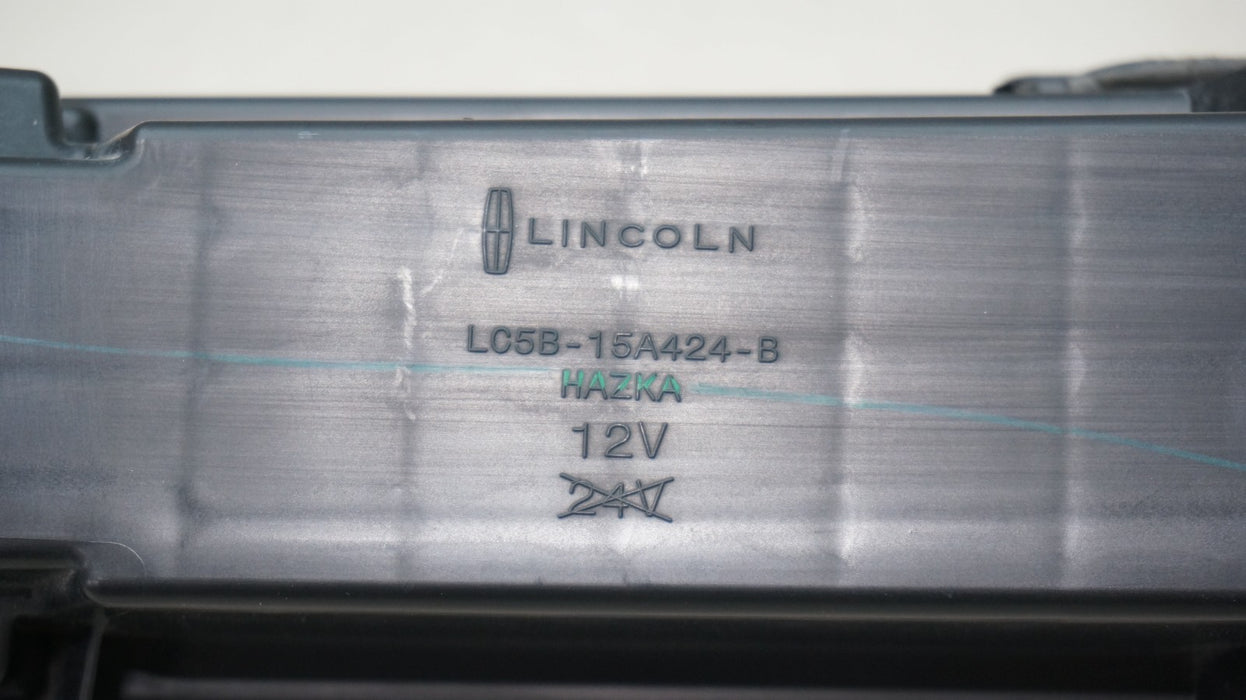 LINCOLN
LC5B-15A424-B
HAZKA
12V
24V